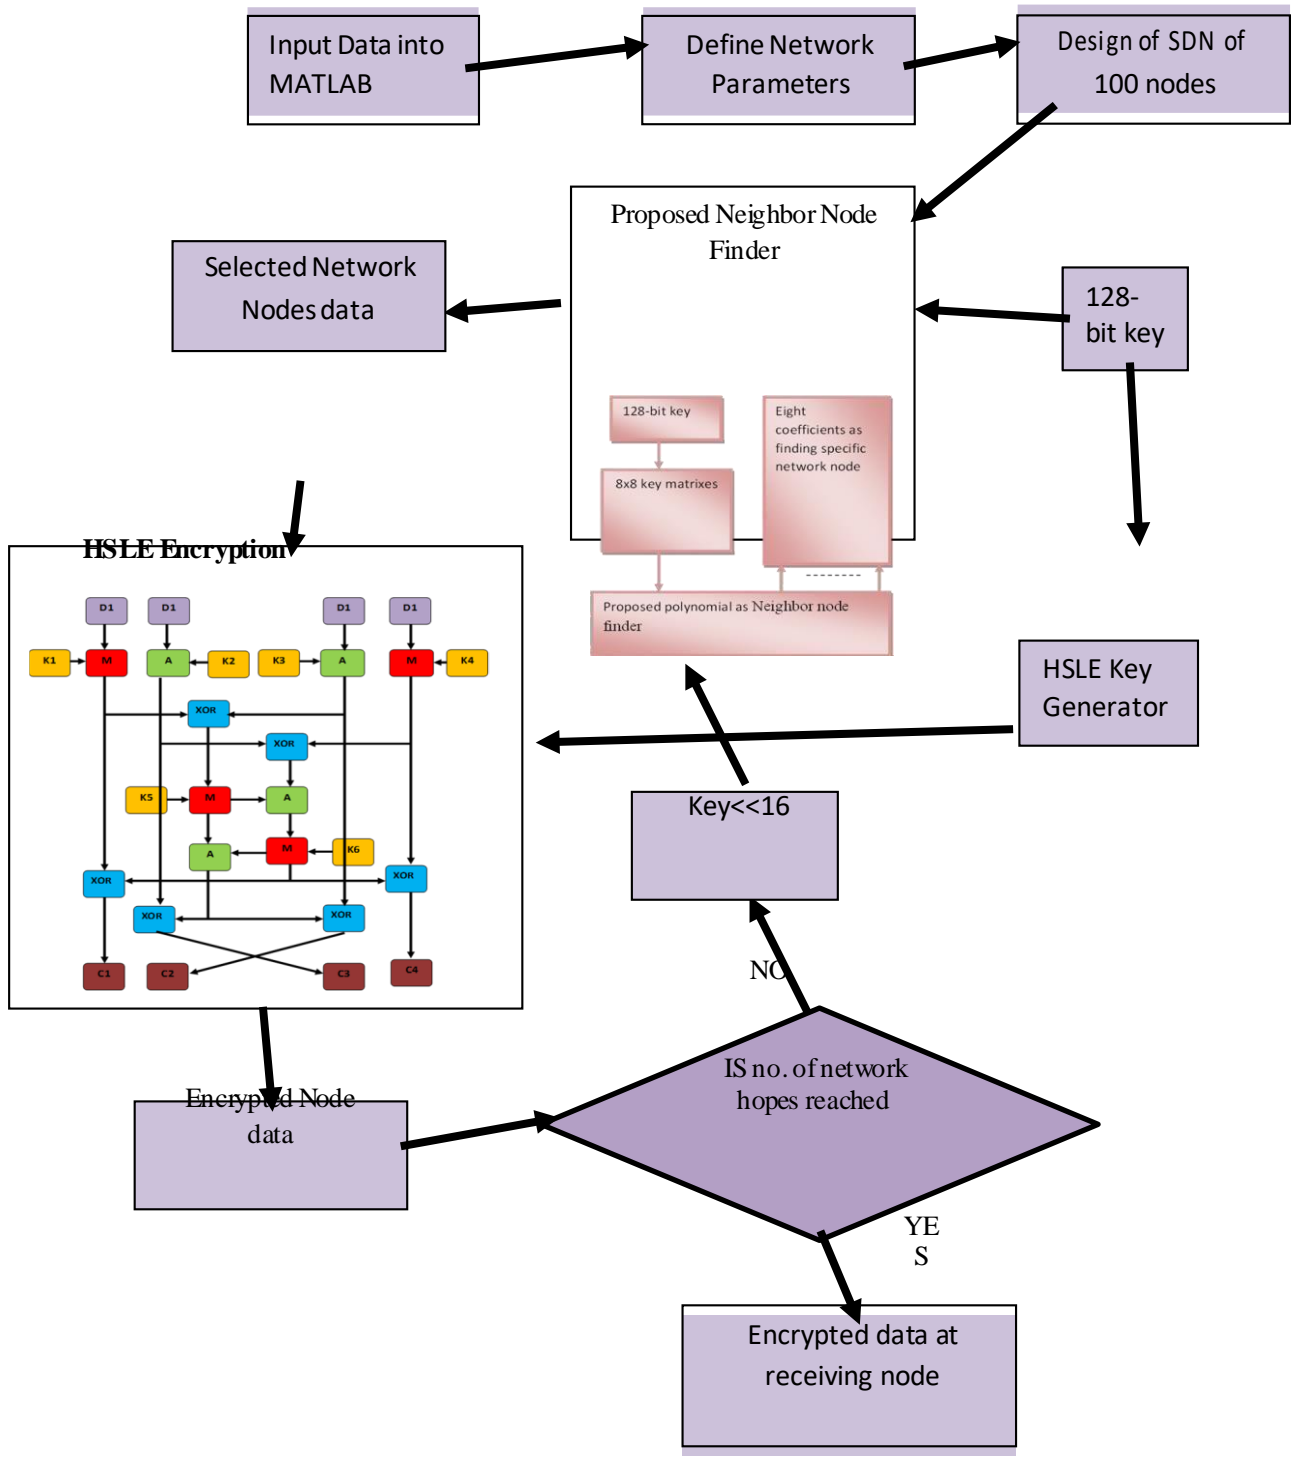 Input Data into
MATLAB
Define Network
Parameters
Design of SDN of
100 nodes
Proposed Neighbor Node
Finder
Selected Network
Nodes data
128-
bit key
128-bit key
8x8 key matrixes
Eight
coefficients as
finding specific
network node
Proposed polynomial as Neighbor node
finder
HSLE Encryption
D1 D1 D1 D1
K1 M A K2 K3 A M K4
XOR
XOR
K5 M A
A M K6
XOR XOR
XOR XOR
C1 C2 C3 C4
HSLE Key
Generator
Key<<16
NO
IS no. of network
hopes reached
Encrypted Node
data
YE
S
Encrypted data at
receiving node